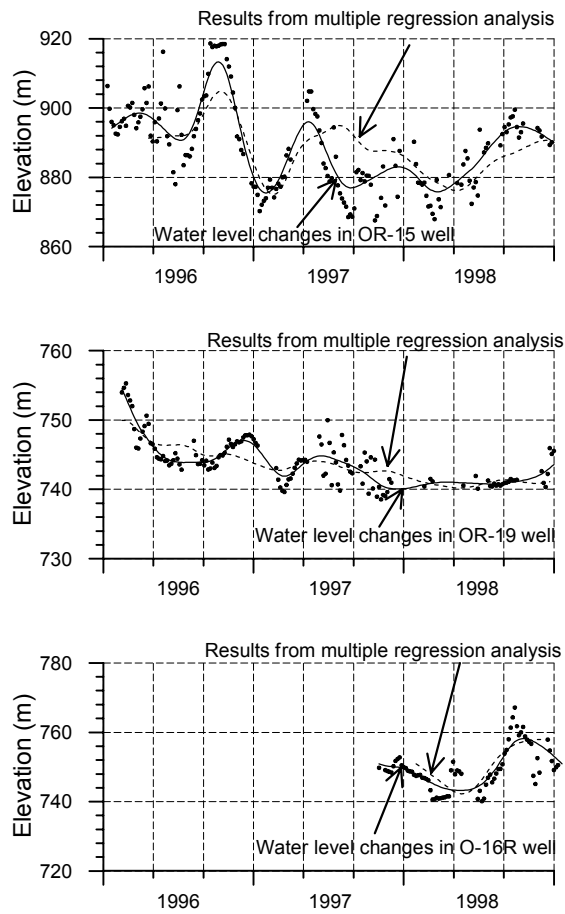 Results from multiple regression analysis
920
900
880
860
Elevation (m)
Water level changes in OR-15 well
1996 1997 1998
Results from multiple regression analysis
760
750
740
730
Elevation (m)
Water level changes in OR-19 well
1996 1997 1998
Results from multiple regression analysis
780
760
740
720
Elevation (m)
Water level changes in O-16R well
1996 1997 1998